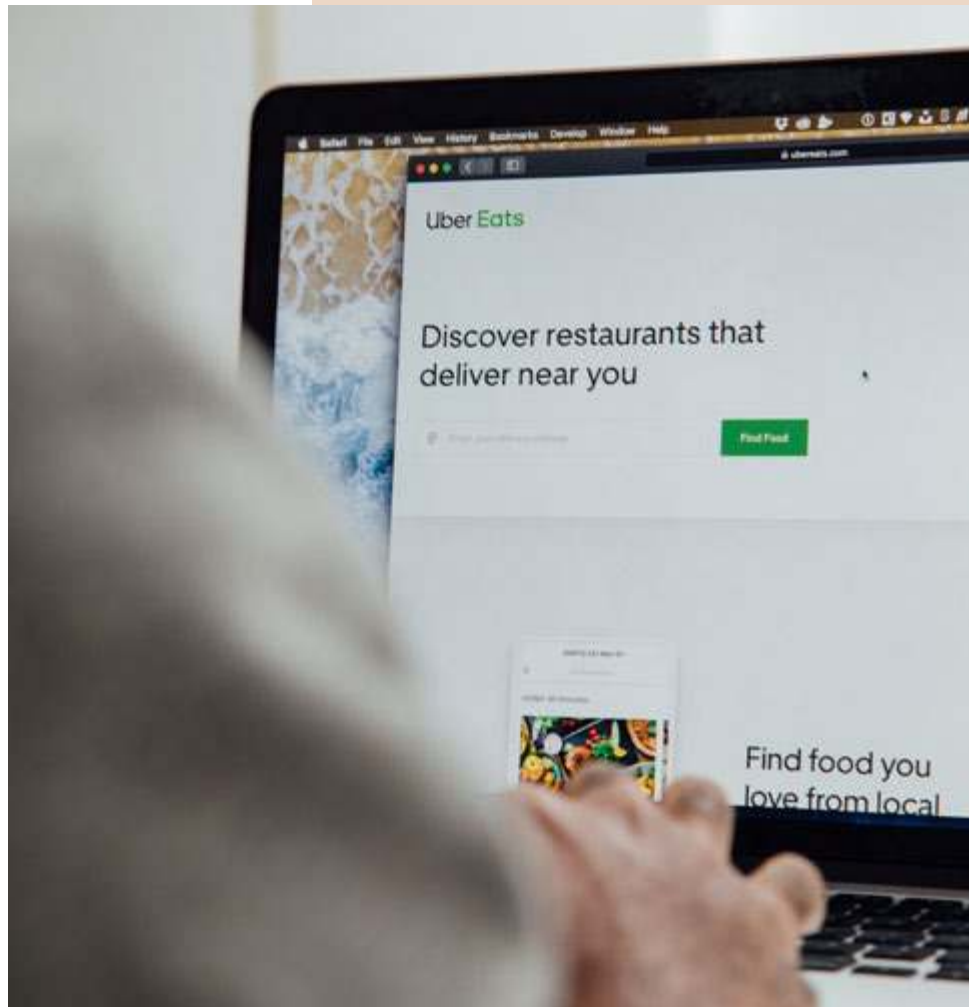 Safari File Edit View History Bookmarks Develop Window Help
ubereats.com
Uber Eats
Discover restaurants that
deliver near you
Find Food
Find food you
love from local